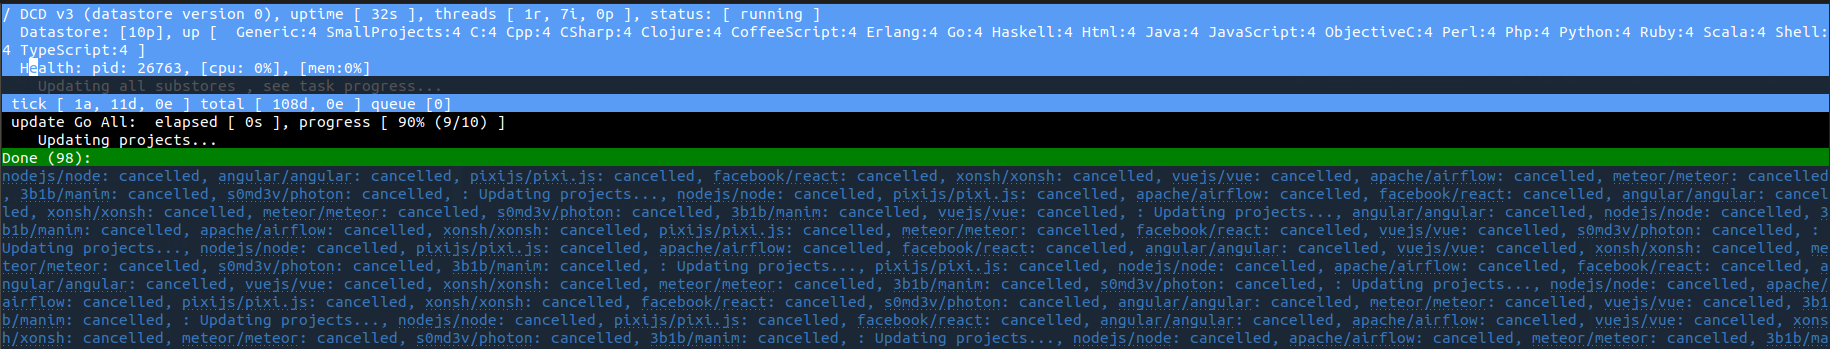 / DCD v3 (datastore version 0), uptime [ 32s ], threads [ 1r, 7i, 0p ], status: [ running ]
Datastore: [10p], up [  Generic:4 SmallProjects:4 C:4 Cpp:4 CSharp:4 Clojure:4 CoffeeScript:4 Erlang:4 Go:4 Haskell:4 Html:4 Java:4 JavaScript:4 ObjectiveC:4 Perl:4 Php:4 Python:4 Ruby:4 Scala:4 Shell:
4 TypeScript:4 ]
Health: pid: 26763, [cpu: 0%], [mem:0%]
Updating all substores , see task progress...
tick [ 1a, 11d, 0e ] total [ 108d, 0e ] queue [0]
update Go All:  elapsed [ 0s ], progress [ 90% (9/10) ]
Updating projects...
Done (98):
nodejs/node: cancelled, angular/angular: cancelled, pixijs/pixi.js: cancelled, facebook/react: cancelled, xonsh/xonsh: cancelled, vuejs/vue: cancelled, apache/airflow: cancelled, meteor/meteor: cancelled
, 3b1b/manim: cancelled, s0md3v/photon: cancelled, : Updating projects..., nodejs/node: cancelled, pixijs/pixi.js: cancelled, apache/airflow: cancelled, facebook/react: cancelled, angular/angular: cancel
led, xonsh/xonsh: cancelled, meteor/meteor: cancelled, s0md3v/photon: cancelled, 3b1b/manim: cancelled, vuejs/vue: cancelled, : Updating projects..., angular/angular: cancelled, nodejs/node: cancelled, 3
b1b/manim: cancelled, apache/airflow: cancelled, xonsh/xonsh: cancelled, pixijs/pixi.js: cancelled, meteor/meteor: cancelled, facebook/react: cancelled, vuejs/vue: cancelled, s0md3v/photon: cancelled, :
Updating projects..., nodejs/node: cancelled, pixijs/pixi.js: cancelled, apache/airflow: cancelled, facebook/react: cancelled, angular/angular: cancelled, vuejs/vue: cancelled, xonsh/xonsh: cancelled, me
teor/meteor: cancelled, s0md3v/photon: cancelled, 3b1b/manim: cancelled, : Updating projects..., pixijs/pixi.js: cancelled, nodejs/node: cancelled, apache/airflow: cancelled, facebook/react: cancelled, a
ngular/angular: cancelled, vuejs/vue: cancelled, xonsh/xonsh: cancelled, meteor/meteor: cancelled, 3b1b/manim: cancelled, s0md3v/photon: cancelled, : Updating projects..., nodejs/node: cancelled, apache/
airflow: cancelled, pixijs/pixi.js: cancelled, xonsh/xonsh: cancelled, facebook/react: cancelled, s0md3v/photon: cancelled, angular/angular: cancelled, meteor/meteor: cancelled, vuejs/vue: cancelled, 3b1
b/manim: cancelled, : Updating projects..., nodejs/node: cancelled, pixijs/pixi.js: cancelled, facebook/react: cancelled, angular/angular: cancelled, apache/airflow: cancelled, vuejs/vue: cancelled, xons
h/xonsh: cancelled, meteor/meteor: cancelled, s0md3v/photon: cancelled, 3b1b/manim: cancelled, : Updating projects..., nodejs/node: cancelled, apache/airflow: cancelled, meteor/meteor: cancelled, 3b1b/ma